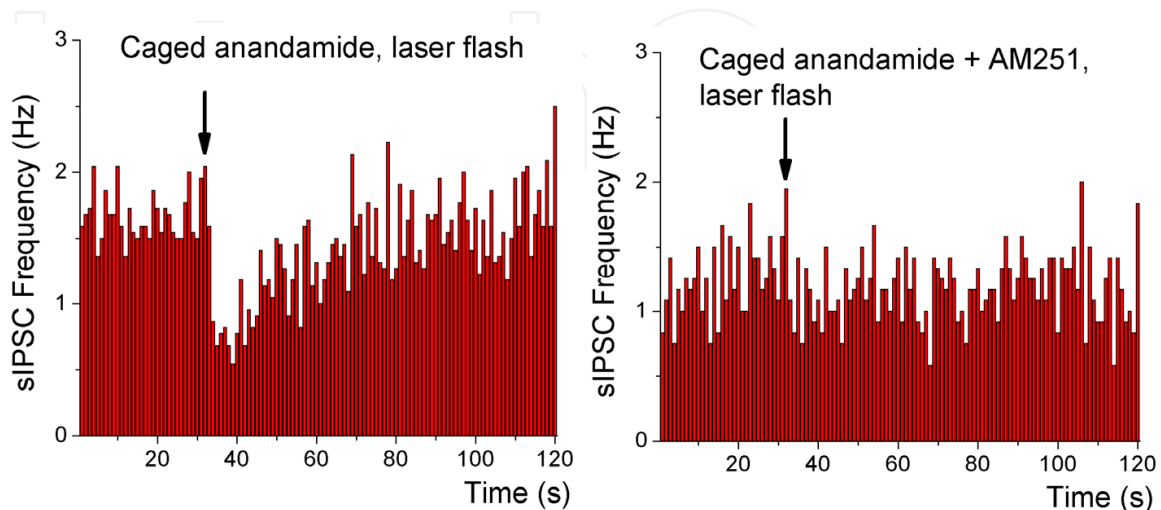 Caged anandamide, laser flash
sIPSC Frequency (Hz)
3
2
1
0
20 40 60 80 100 120
Time (s)
Caged anandamide + AM251,
laser flash
sIPSC Frequency (Hz)
3
2
1
0
20 40 60 80 100 120
Time (s)